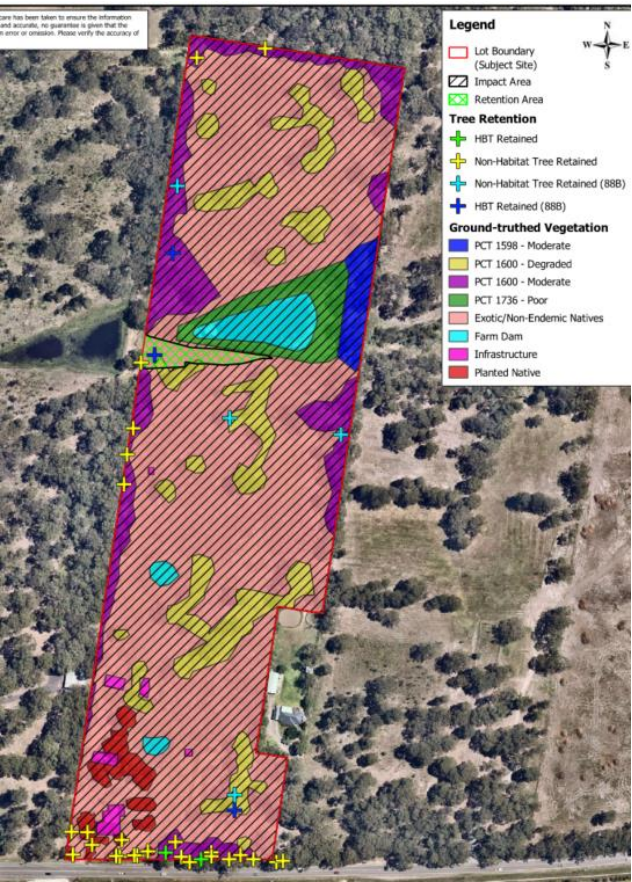 care has been taken to ensure the information
and accurate, no guarantee is given that the
m error or omission. Please verify the accuracy of
Legend
N
W E
S
Lot Boundary
(Subject Site)
Impact Area
Retention Area
Tree Retention
HBT Retained
Non-Habitat Tree Retained
Non-Habitat Tree Retained (88B)
HBT Retained (88B)
Ground-truthed Vegetation
PCT 1598 - Moderate
PCT 1600 - Degraded
PCT 1600 - Moderate
PCT 1736 - Poor
Exotic/Non-Endemic Natives
Farm Dam
Infrastructure
Planted Native